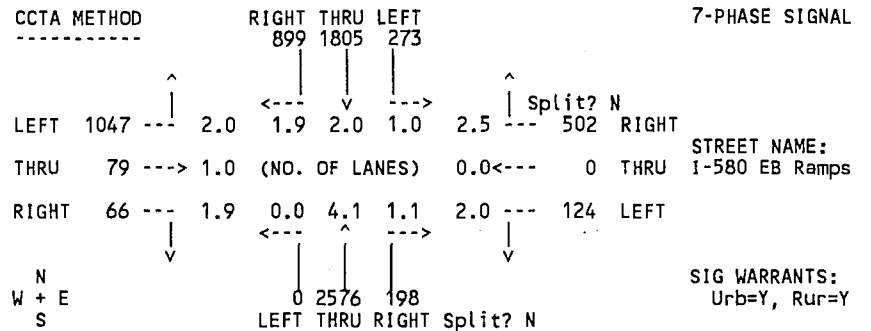 CCTA METHOD RIGHT THRU LEFT 7-PHASE SIGNAL
----------- 899 1805 273
^ ^
<--- v ---> Split? N
LEFT 1047 --- 2.0 1.9 2.0 1.0 2.5 --- 502 RIGHT
STREET NAME:
THRU 79 ---> 1.0 (NO. OF LANES) 0.0<--- 0 THRU I-580 EB Ramps
RIGHT 66 --- 1.9 0.0 4.1 1.1 2.0 --- 124 LEFT
<--- ^ --->
v v
N SIG WARRANTS:
W + E 0 2576 198 Urb=Y, Rur=Y
S LEFT THRU RIGHT Split? N